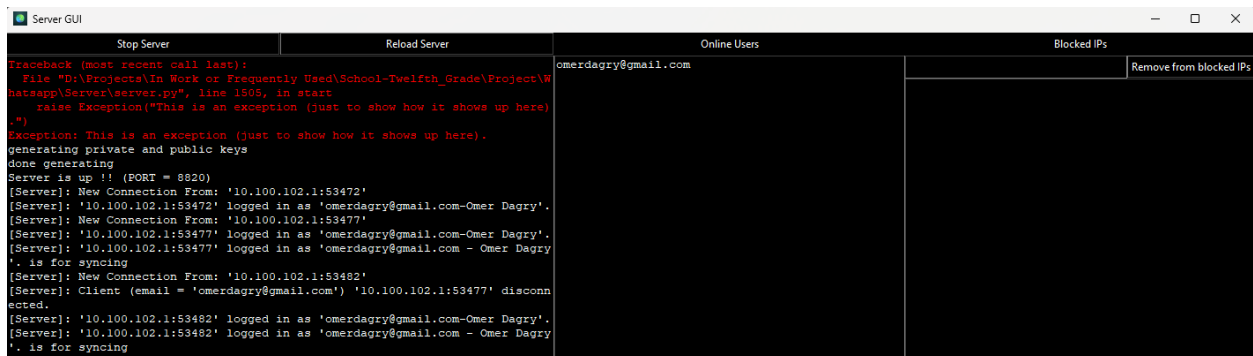 Server GUI
Stop Server
Reload Server
Online Users
Blocked IPs
Traceback (most recent call last):
  File "D:\Projects\In Work or Frequently Used\School-Twelfth_Grade\Project\W
hatsapp\Server\server.py", line 1505, in
start
    raise Exception("This is an exception (just to show how it shows up here)
.")
Exception: This is an exception (just to show how it shows up here).
generating private and public keys
done generating
Server is up !! (PORT = 8820)
[Server]: New Connection From: '10.100.102.1:53472'
[Server]: '10.100.102.1:53472' logged in as 'omerdagry@gmail.com-Omer Dagry'.
[Server]: New Connection From: '10.100.102.1:53477'
[Server]: '10.100.102.1:53477' logged in as 'omerdagry@gmail.com-Omer Dagry'.
[Server]: '10.100.102.1:53477' logged in as 'omerdagry@gmail.com - Omer Dagry
'. is for syncing
[Server]: New Connection From: '10.100.102.1:53482'
[Server]: Client (email = 'omerdagry@gmail.com') '10.100.102.1:53477' disconn
ected.
[Server]: '10.100.102.1:53482' logged in as 'omerdagry@gmail.com-Omer Dagry'.
[Server]: '10.100.102.1:53482' logged in as 'omerdagry@gmail.com - Omer Dagry
'. is for syncing
omerdagry@gmail.com
Remove from blocked IPs